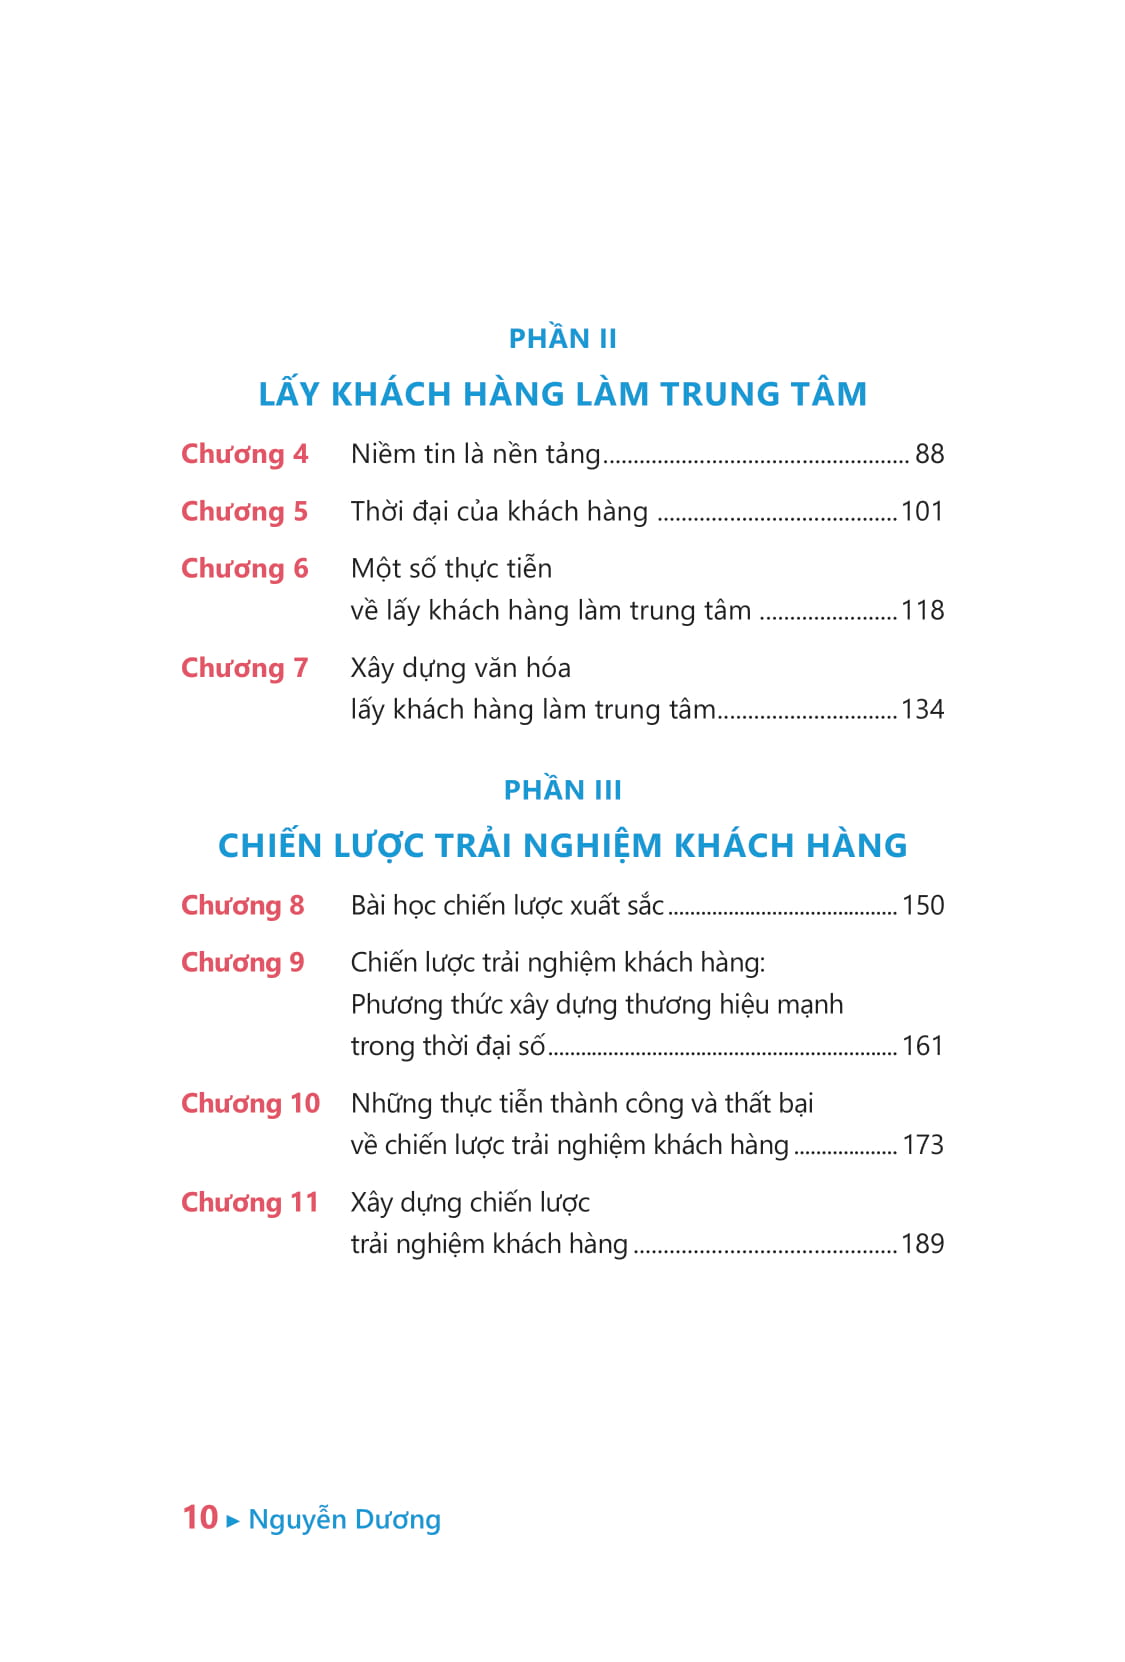 PHẦN II
LẤY KHÁCH HÀNG LÀM TRUNG TÂM
Chương 4 Niềm tin là nền tảng................................................... 88
Chương 5 Thời đại của khách hàng ........................................101
Chương 6 Một số thực tiễn
về lấy khách hàng làm trung tâm .......................118
Chương 7 Xây dựng văn hóa
lấy khách hàng làm trung tâm..............................134
PHẦN III
CHIẾN LƯỢC TRẢI NGHIỆM KHÁCH HÀNG
Chương 8 Bài học chiến lược xuất sắc..........................................150
Chương 9 Chiến lược trải nghiệm khách hàng:
Phương thức xây dựng thương hiệu mạnh
trong thời đại số................................................................161
Chương 10 Những thực tiễn thành công và thất bại
về chiến lược trải nghiệm khách hàng ...................173
Chương 11 Xây dựng chiến lược
trải nghiệm khách hàng ............................................189
10 ▸ Nguyễn Dương